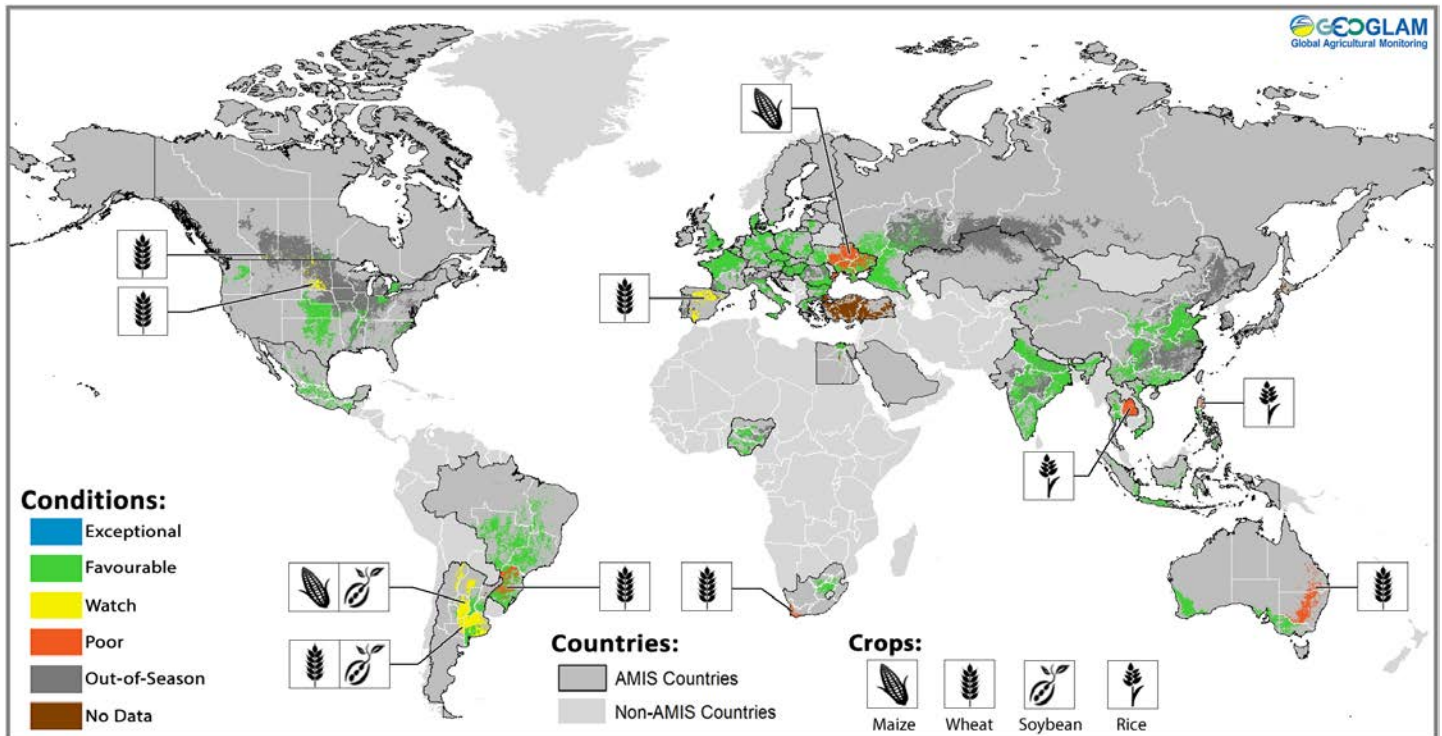 GEOGLAM
Global Agricultural Monitoring
Conditions:
Exceptional
Favourable
Watch
Poor
Out-of-Season
No Data
Countries:
AMIS Countries
Non-AMIS Countries
Crops:
Maize
Wheat
Soybean
Rice